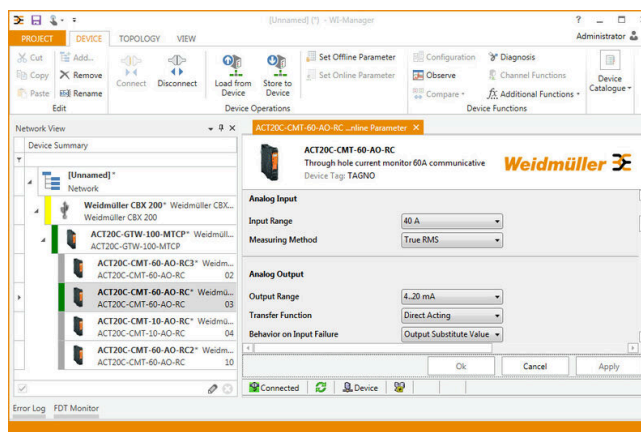 [Unnamed] (*) - WI-Manager
PROJECT DEVICE TOPOLOGY VIEW Administrator
Cut Add...
Copy Remove
Paste Rename
Edit
Connect Disconnect Load from Device Store to Device
Set Offline Parameter
Set Online Parameter
Device Operations
Configuration Diagnosis
Observe Channel Functions
Compare Additional Functions
Device Functions
Device Catalogue
Network View
Device Summary
[Unnamed]*
Network
Weidmüller CBX 200* Weidmüller CBX...
Weidmüller CBX 200
ACT20C-GTW-100-MTCP* Weidmüll...
ACT20C-GTW-100-MTCP
ACT20C-CMT-60-AO-RC3* Weidmü...
ACT20C-CMT-60-AO-RC 02
ACT20C-CMT-60-AO-RC* Weidmü...
ACT20C-CMT-60-AO-RC 03
ACT20C-CMT-10-AO-RC* Weidmü...
ACT20C-CMT-10-AO-RC 04
ACT20C-CMT-60-AO-RC2* Weidm...
ACT20C-CMT-60-AO-RC 10
ACT20C-CMT-60-AO-RC ...nline Parameter
ACT20C-CMT-60-AO-RC
Through hole current monitor 60A communicative
Device Tag: TAGNO
Weidmüller
Analog Input
Input Range 40 A
Measuring Method True RMS
Analog Output
Output Range 4..20 mA
Transfer Function Direct Acting
Behavior on Input Failure Output Substitute Value
Ok Cancel Apply
Connected Device
Error Log FDT Monitor